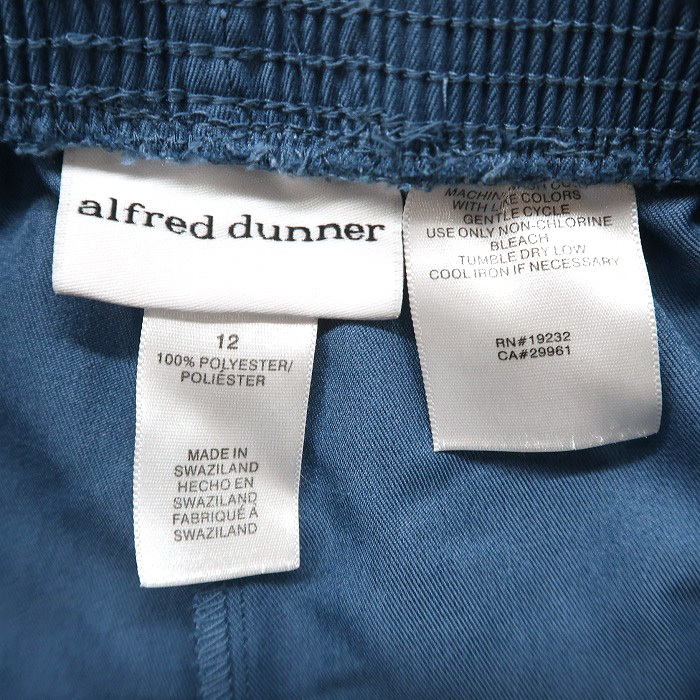 alfred dunner
12
100% POLYESTER/
POLIÉSTER
MADE IN
SWAZILAND
HECHO EN
SWAZILAND
FABRIQUÉ À
SWAZILAND
MACHINE WASH COLD
WITH LIKE COLORS
GENTLE CYCLE
USE ONLY NON-CHLORINE
BLEACH
TUMBLE DRY LOW
COOL IRON IF NECESSARY
RN#19232
CA#29961